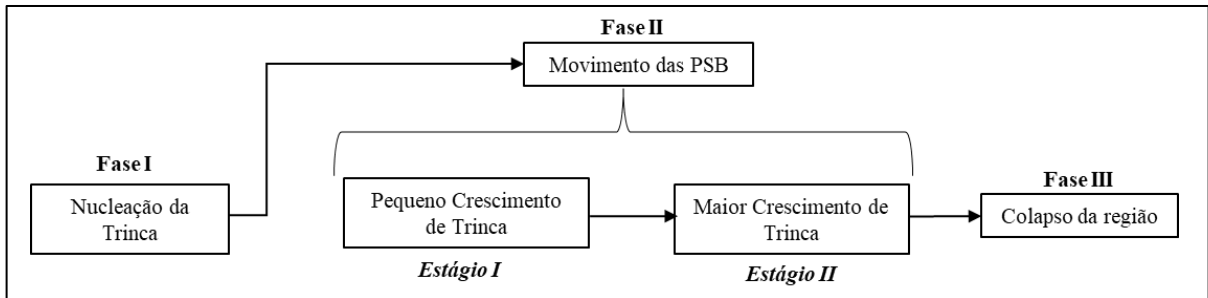 Fase II
Movimento das PSB
Fase I
Nucleação da
Trinca
Pequeno Crescimento
de Trinca
Estágio I
Maior Crescimento de
Trinca
Estágio II
Fase III
Colapso da região